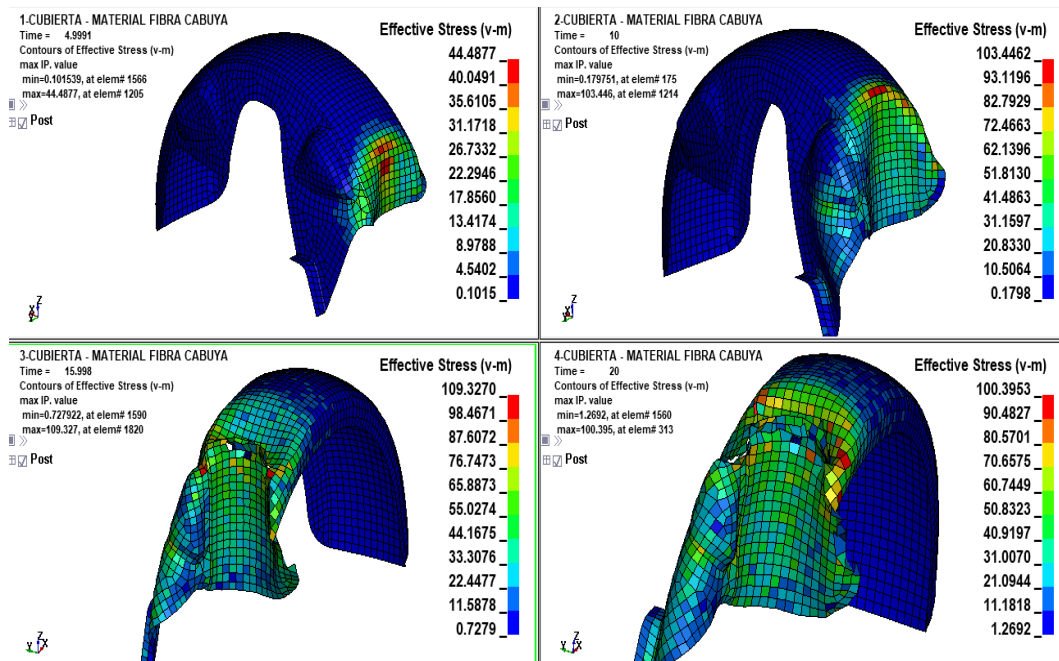 1-CUBIERTA - MATERIAL FIBRA CABUYA
Time = 4.9991
Contours of Effective Stress (v-m)
max IP. value
min=0.101539, at elem# 1566
max=44.4877, at elem# 1205
Post
Effective Stress (v-m)
44.4877
40.0491
35.6105
31.1718
26.7332
22.2946
17.8560
13.4174
8.9788
4.5402
0.1015
Z
X
Y
2-CUBIERTA - MATERIAL FIBRA CABUYA
Time = 10
Contours of Effective Stress (v-m)
max IP. value
min=0.179751, at elem# 175
max=103.446, at elem# 1214
Post
Effective Stress (v-m)
103.4462
93.1196
82.7929
72.4663
62.1396
51.8130
41.4863
31.1597
20.8330
10.5064
0.1798
Z
X
Y
3-CUBIERTA - MATERIAL FIBRA CABUYA
Time = 15.998
Contours of Effective Stress (v-m)
max IP. value
min=0.727922, at elem# 1590
max=109.327, at elem# 1820
Post
Effective Stress (v-m)
109.3270
98.4671
87.6072
76.7473
65.8873
55.0274
44.1675
33.3076
22.4477
11.5878
0.7279
Z
Y X
4-CUBIERTA - MATERIAL FIBRA CABUYA
Time = 20
Contours of Effective Stress (v-m)
max IP. value
min=1.2692, at elem# 1560
max=100.395, at elem# 313
Post
Effective Stress (v-m)
100.3953
90.4827
80.5701
70.6575
60.7449
50.8323
40.9197
31.0070
21.0944
11.1818
1.2692
Z
Y X